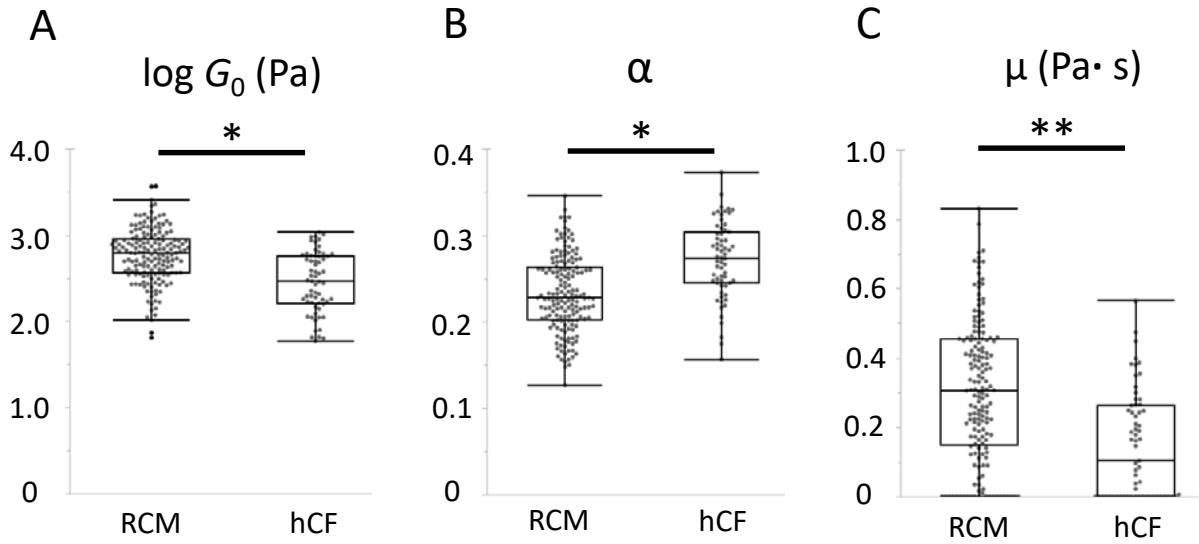 A
log G₀ (Pa)
*
4.0
3.0
2.0
1.0
0
RCM hCF
B
α
*
0.4
0.3
0.2
0.1
0
RCM hCF
C
μ (Pa· s)
**
1.0
0.8
0.6
0.4
0.2
0
RCM hCF